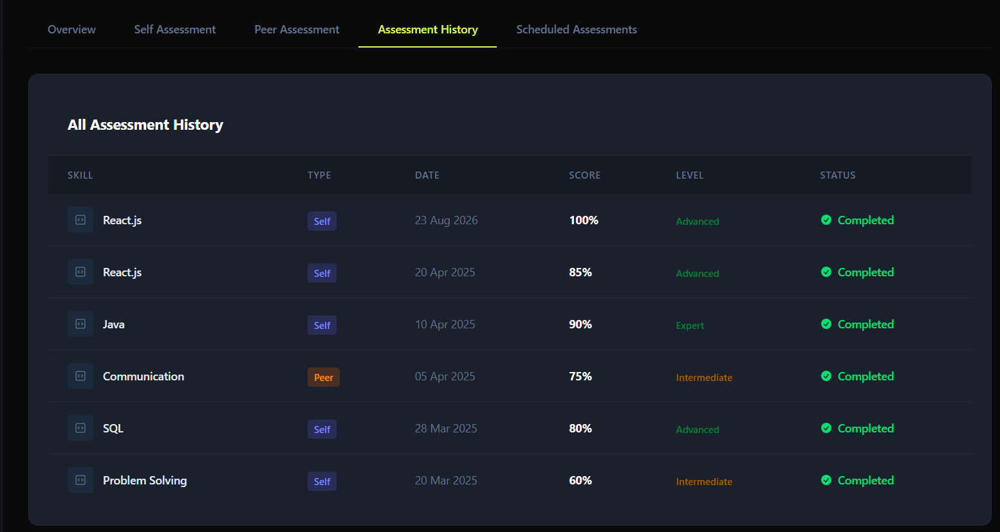 Overview Self Assessment Peer Assessment Assessment History Scheduled Assessments
All Assessment History
SKILL TYPE DATE SCORE LEVEL STATUS
React.js Self 23 Aug 2026 100% Advanced Completed
React.js Self 20 Apr 2025 85% Advanced Completed
Java Self 10 Apr 2025 90% Expert Completed
Communication Peer 05 Apr 2025 75% Intermediate Completed
SQL Self 28 Mar 2025 80% Advanced Completed
Problem Solving Self 20 Mar 2025 60% Intermediate Completed